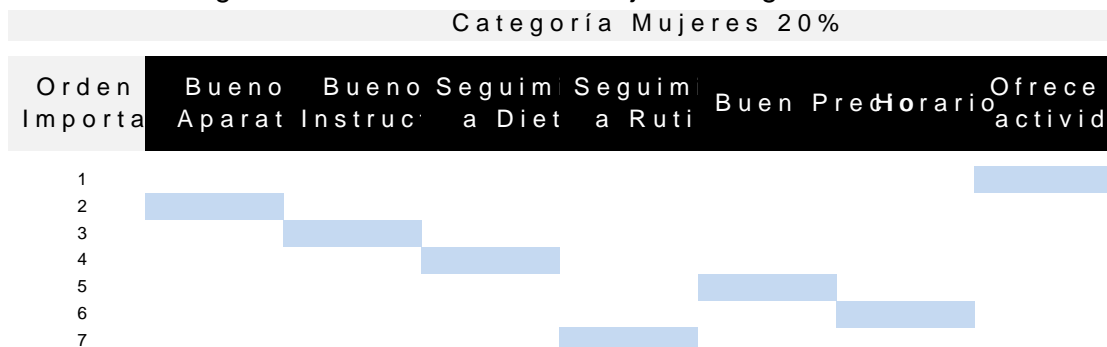 Categoría Mujeres 20%
Orden
Importa
Bueno
Aparat
Bueno
Instruc
Seguim
a Diet
Seguim
a Ruti
Buen Precio
Horario
Ofrece
activid
1
2
3
4
5
6
7